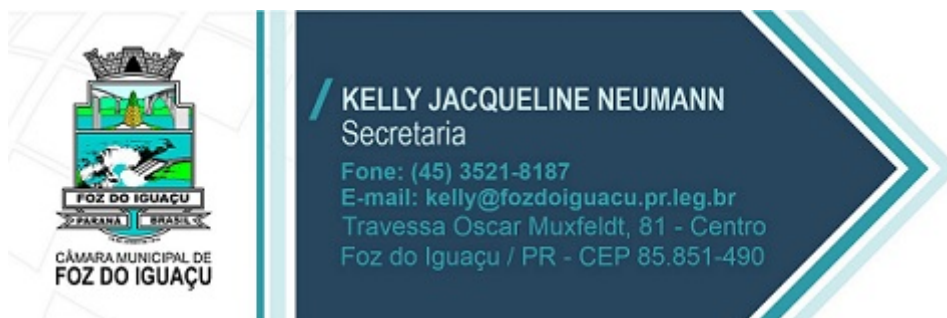 FOZ DO IGUAÇU
PARANÁ BRASIL
CÂMARA MUNICIPAL DE
FOZ DO IGUAÇU
KELLY JACQUELINE NEUMANN
Secretaria
Fone: (45) 3521-8187
E-mail: kelly@fozdoiguacu.pr.leg.br
Travessa Oscar Muxfeldt, 81 - Centro
Foz do Iguaçu / PR - CEP 85.851-490